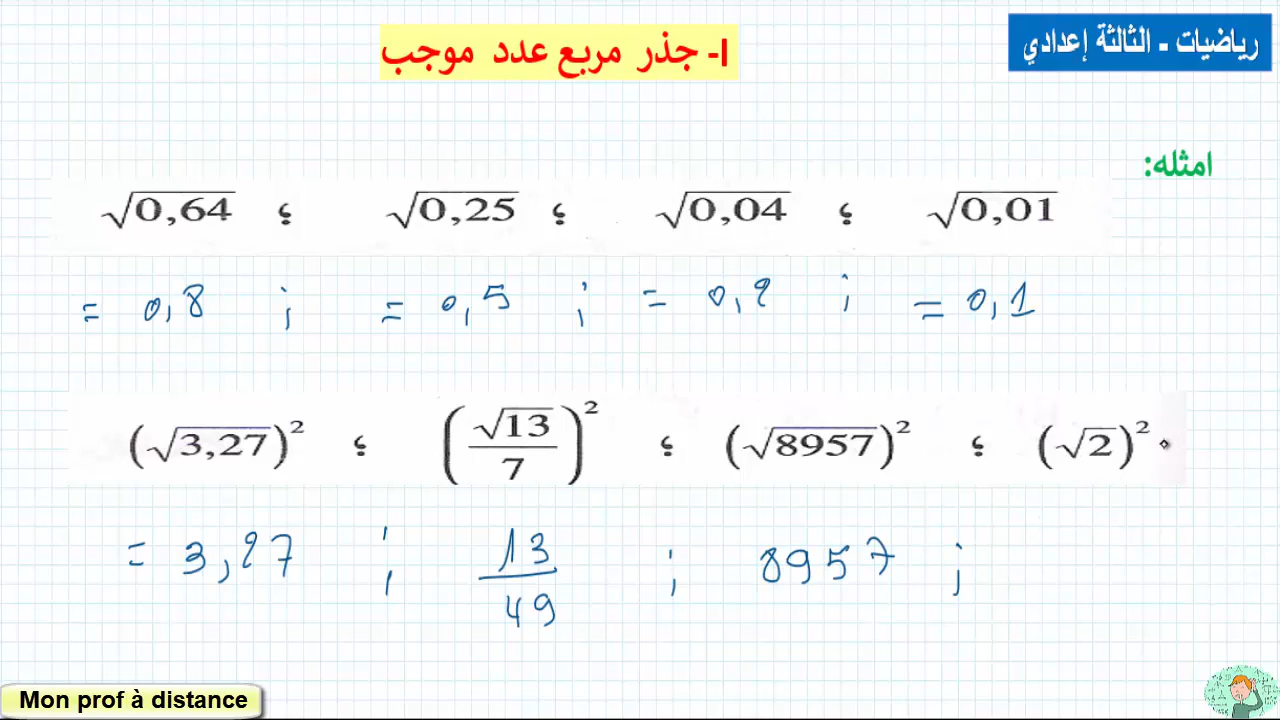 رياضيات - الثالثة إعدادي
I- جذر مربع عدد موجب
امثله:
√0,64 ؛ √0,25 ؛ √0,04 ؛ √0,01
= 0,8 ; = 0,5 ; = 0,2 ; = 0,1
(√3,27)² ؛ (√13/7)² ؛ (√8957)² ؛ (√2)²
= 3,27 ; 13/49 ; 8957 ;
Mon prof à distance